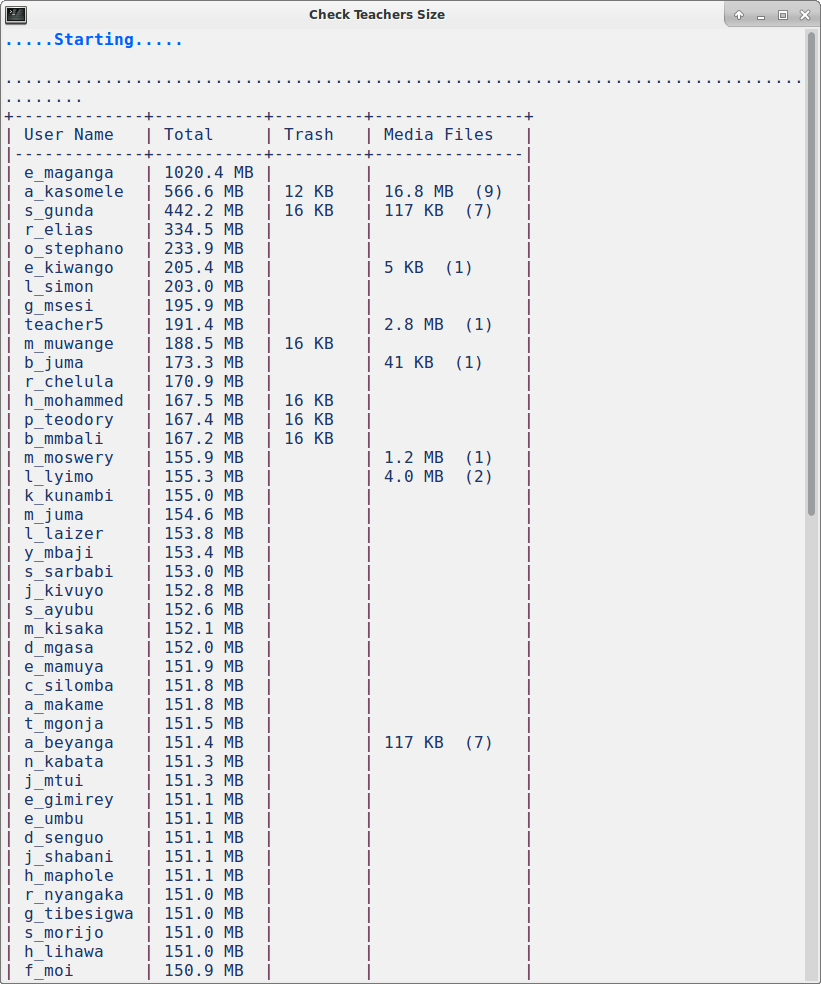 Check Teachers Size
.....Starting.....
................................................................................
........
+-------------+-----------+---------+---------------+
| User Name   | Total     | Trash   | Media Files   |
|-------------+-----------+---------+---------------|
| e_maganga   | 1020.4 MB |         |               |
| a_kasomele  | 566.6 MB  | 12 KB   | 16.8 MB  (9)  |
| s_gunda     | 442.2 MB  | 16 KB   | 117 KB  (7)   |
| r_elias     | 334.5 MB  |         |               |
| o_stephano  | 233.9 MB  |         |               |
| e_kiwango   | 205.4 MB  |         | 5 KB  (1)     |
| l_simon     | 203.0 MB  |         |               |
| g_msesi     | 195.9 MB  |         |               |
| teacher5    | 191.4 MB  |         | 2.8 MB  (1)   |
| m_muwange   | 188.5 MB  | 16 KB   |               |
| b_juma      | 173.3 MB  |         | 41 KB  (1)    |
| r_chelula   | 170.9 MB  |         |               |
| h_mohammed  | 167.5 MB  | 16 KB   |               |
| p_teodory   | 167.4 MB  | 16 KB   |               |
| b_mmbali    | 167.2 MB  | 16 KB   |               |
| m_moswery   | 155.9 MB  |         | 1.2 MB  (1)   |
| l_lyimo     | 155.3 MB  |         | 4.0 MB  (2)   |
| k_kunambi   | 155.0 MB  |         |               |
| m_juma      | 154.6 MB  |         |               |
| l_laizer    | 153.8 MB  |         |               |
| y_mbaji     | 153.4 MB  |         |               |
| s_sarbabi   | 153.0 MB  |         |               |
| j_kivuyo    | 152.8 MB  |         |               |
| s_ayubu     | 152.6 MB  |         |               |
| m_kisaka    | 152.1 MB  |         |               |
| d_mgasa     | 152.0 MB  |         |               |
| e_mamuya    | 151.9 MB  |         |               |
| c_silomba   | 151.8 MB  |         |               |
| a_makame    | 151.8 MB  |         |               |
| t_mgonja    | 151.5 MB  |         |               |
| a_beyanga   | 151.4 MB  |         | 117 KB  (7)   |
| n_kabata    | 151.3 MB  |         |               |
| j_mtui      | 151.3 MB  |         |               |
| e_gimirey   | 151.1 MB  |         |               |
| e_umbu      | 151.1 MB  |         |               |
| d_senguo    | 151.1 MB  |         |               |
| j_shabani   | 151.1 MB  |         |               |
| h_maphole   | 151.1 MB  |         |               |
| r_nyangaka  | 151.0 MB  |         |               |
| g_tibesigwa | 151.0 MB  |         |               |
| s_morijo    | 151.0 MB  |         |               |
| h_lihawa    | 151.0 MB  |         |               |
| f_moi       | 150.9 MB  |         |               |